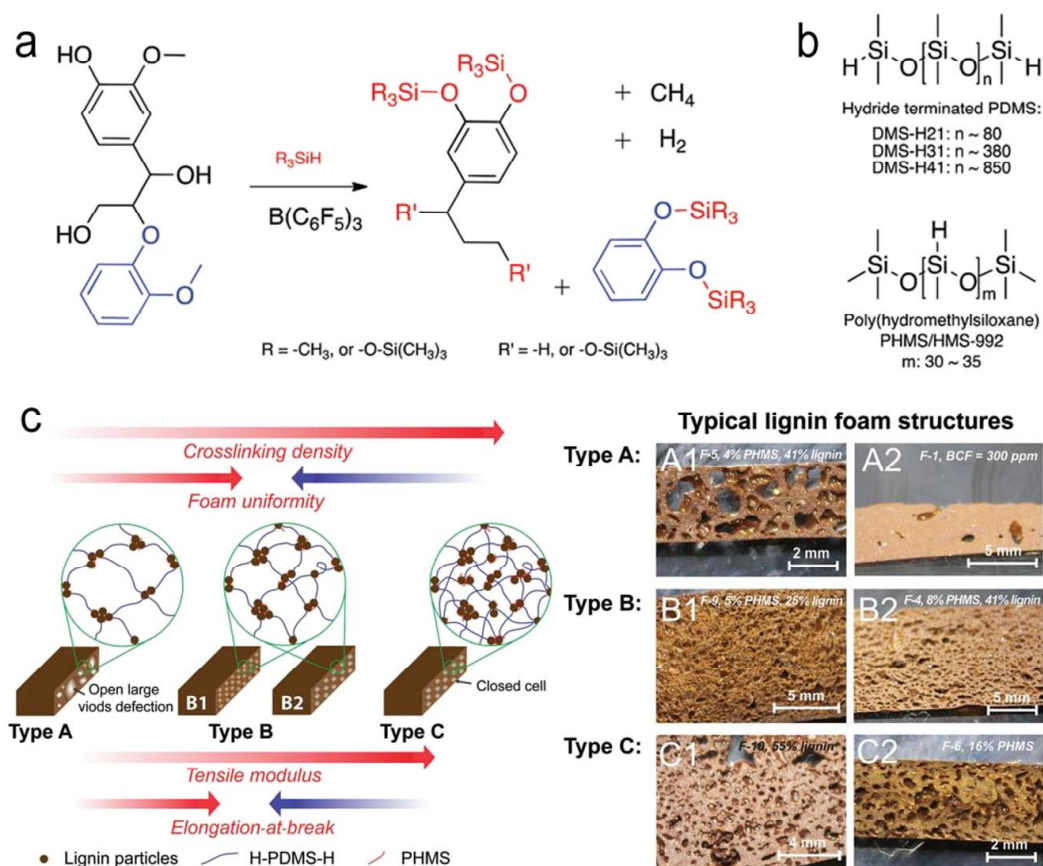 a
HO
O
OH
HO
O
O
R₃SiH
B(C₆F₅)₃
R₃Si
R₃Si
O
O
R'
R'
+ CH₄
+ H₂
+
O
SiR₃
O
SiR₃
R = -CH₃, or -O-Si(CH₃)₃
R' = -H, or -O-Si(CH₃)₃
b
H Si O Si O Si H
n
Hydride terminated PDMS:
DMS-H21: n ~ 80
DMS-H31: n ~ 380
DMS-H41: n ~ 850
H
Si O Si O Si
m
Poly(hydromethylsiloxane)
PHMS/HMS-992
m: 30 ~ 35
c
Crosslinking density
Foam uniformity
Open large
viods defection
B1
B2
Closed cell
Type A
Type B
Type C
Tensile modulus
Elongation-at-break
Lignin particles
H-PDMS-H
PHMS
Typical lignin foam structures
Type A:
A1
F-5, 4% PHMS, 41% lignin
2 mm
A2
F-1, BCF = 300 ppm
5 mm
Type B:
B1
F-9, 5% PHMS, 25% lignin
5 mm
B2
F-4, 8% PHMS, 41% lignin
5 mm
Type C:
C1
F-10, 55% lignin
4 mm
C2
F-6, 16% PHMS
2 mm